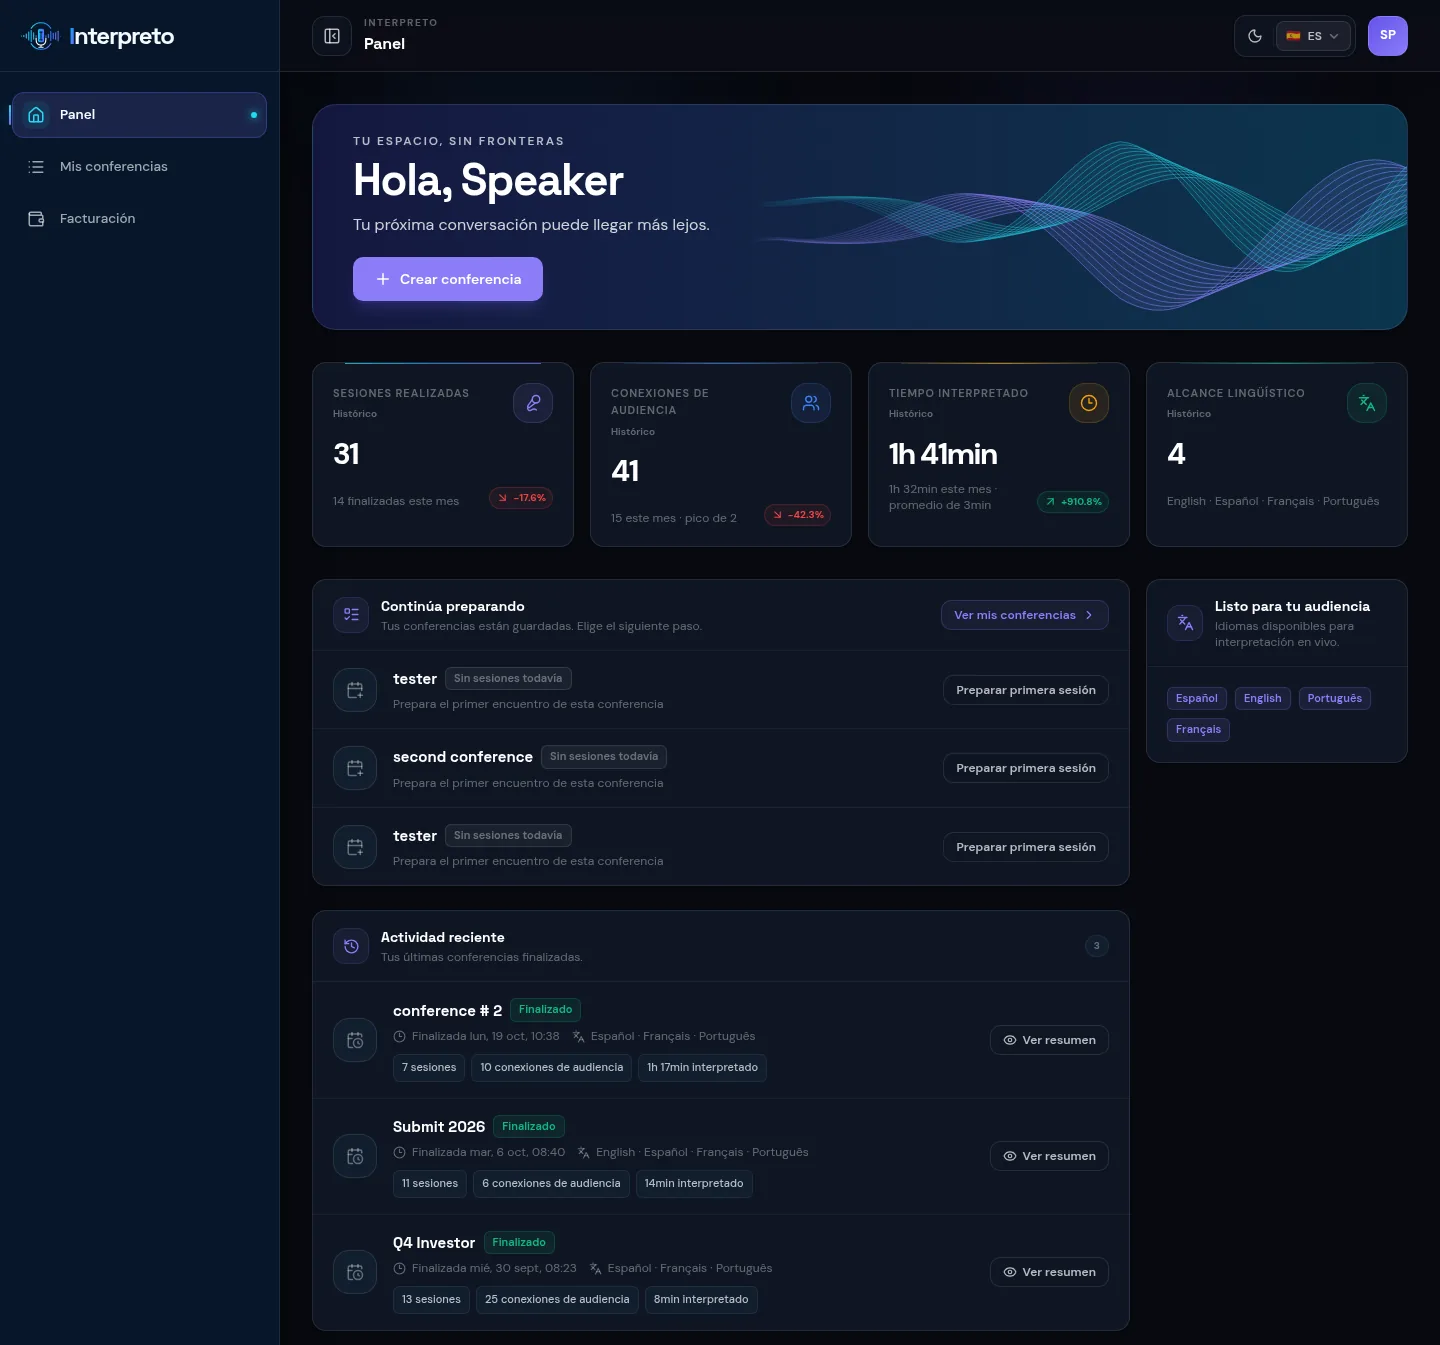 Interpreto
INTERPRETO
Panel
ES
SP
Panel
Mis conferencias
Facturación
TU ESPACIO, SIN FRONTERAS
Hola, Speaker
Tu próxima conversación puede llegar más lejos.
Crear conferencia
SESIONES REALIZADAS
Histórico
31
14 finalizadas este mes
-17.6%
CONEXIONES DE
AUDIENCIA
Histórico
41
15 este mes · pico de 2
-42.3%
TIEMPO INTERPRETADO
Histórico
1h 41min
1h 32min este mes ·
promedio de 3min
+910.8%
ALCANCE LINGÜÍSTICO
Histórico
4
English · Español · Français · Português
Continúa preparando
Tus conferencias están guardadas. Elige el siguiente paso.
Ver mis conferencias
tester
Sin sesiones todavía
Prepara el primer encuentro de esta conferencia
Preparar primera sesión
second conference
Sin sesiones todavía
Prepara el primer encuentro de esta conferencia
Preparar primera sesión
tester
Sin sesiones todavía
Prepara el primer encuentro de esta conferencia
Preparar primera sesión
Listo para tu audiencia
Idiomas disponibles para
interpretación en vivo.
Español
English
Português
Français
Actividad reciente
Tus últimas conferencias finalizadas.
3
conference # 2
Finalizado
Finalizada lun, 19 oct, 10:38
Español · Français · Português
7 sesiones
10 conexiones de audiencia
1h 17min interpretado
Ver resumen
Submit 2026
Finalizado
Finalizada mar, 6 oct, 08:40
English · Español · Français · Português
11 sesiones
6 conexiones de audiencia
14min interpretado
Ver resumen
Q4 Investor
Finalizado
Finalizada mié, 30 sept, 08:23
Español · Français · Português
13 sesiones
25 conexiones de audiencia
8min interpretado
Ver resumen